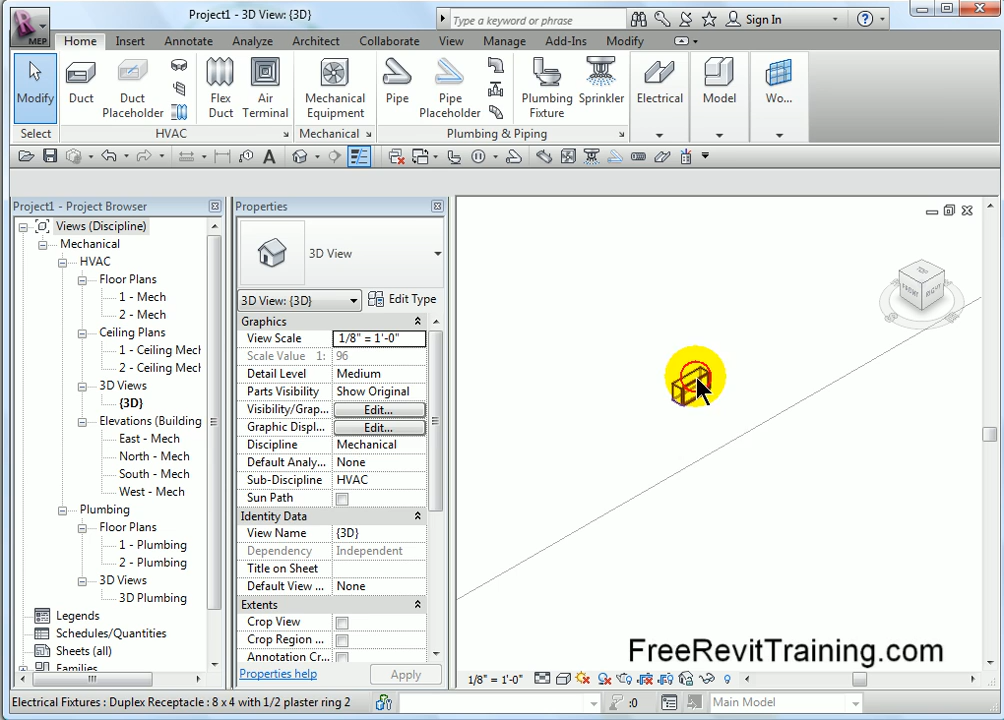 Project1 - 3D View: {3D}
Type a keyword or phrase
Sign In
MEP
Home Insert Annotate Analyze Architect Collaborate View Manage Add-Ins Modify
Modify
Duct
Duct Placeholder
Flex Duct
Air Terminal
Mechanical Equipment
Pipe
Pipe Placeholder
Plumbing Fixture
Sprinkler
Electrical
Model
Wo...
Select
HVAC
Mechanical
Plumbing & Piping
Project1 - Project Browser
Views (Discipline)
Mechanical
HVAC
Floor Plans
1 - Mech
2 - Mech
Ceiling Plans
1 - Ceiling Mech
2 - Ceiling Mech
3D Views
{3D}
Elevations (Building
East - Mech
North - Mech
South - Mech
West - Mech
Plumbing
Floor Plans
1 - Plumbing
2 - Plumbing
3D Views
3D Plumbing
Legends
Schedules/Quantities
Sheets (all)
Families
Properties
3D View
3D View: {3D}
Edit Type
Graphics
View Scale 1/8" = 1'-0"
Scale Value 1: 96
Detail Level Medium
Parts Visibility Show Original
Visibility/Grap... Edit...
Graphic Displ... Edit...
Discipline Mechanical
Default Analy... None
Sub-Discipline HVAC
Sun Path
Identity Data
View Name {3D}
Dependency Independent
Title on Sheet
Default View ... None
Extents
Crop View
Crop Region ...
Annotation Cr...
Properties help
Apply
TOP
FRONT
RIGHT
FreeRevitTraining.com
1/8" = 1'-0"
Electrical Fixtures : Duplex Receptacle : 8 x 4 with 1/2 plaster ring 2
:0
Main Model